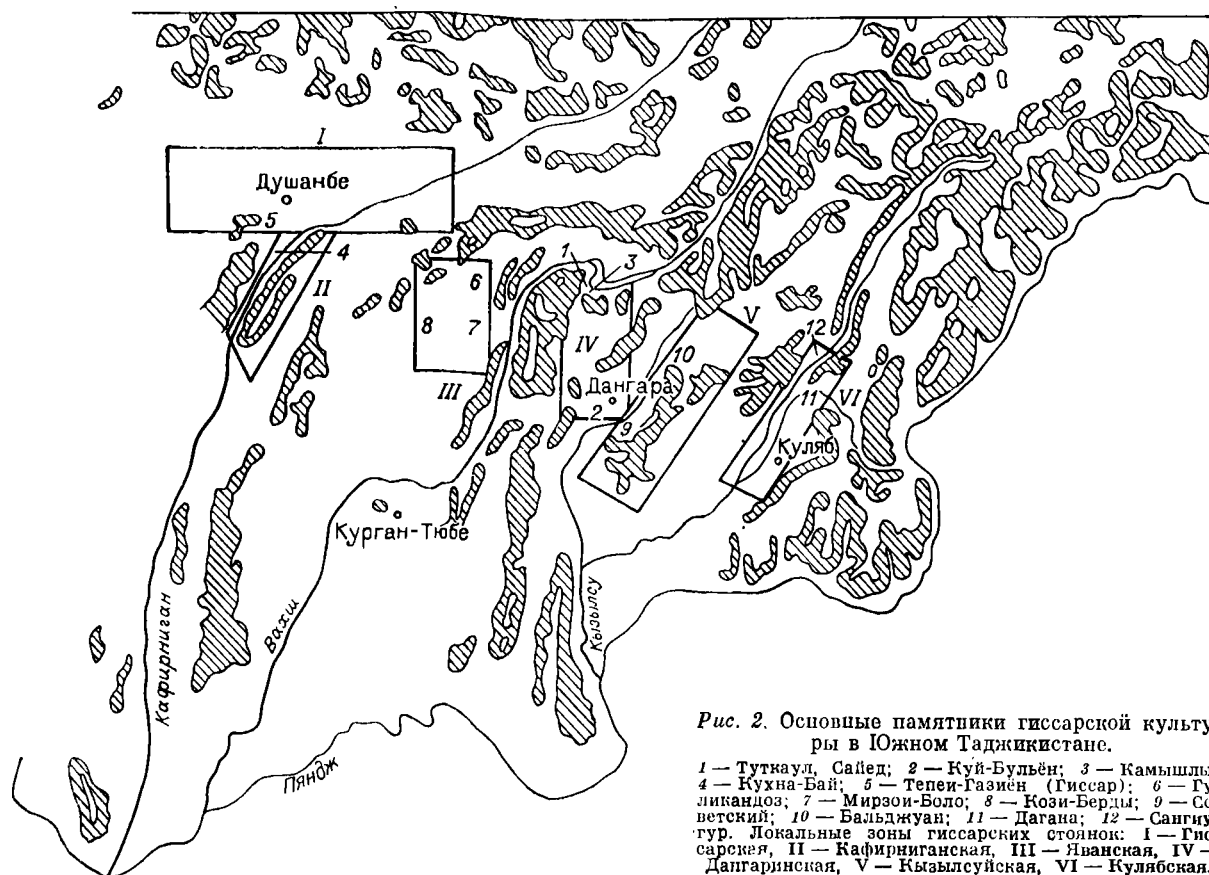 I
Душанбе
5
4
II
1
3
6
8
7
III
IV
V
10
Дангара
2
9
12
VI
11
Куляб
Курган-Тюбе
Кафирниган
Вахш
Кызылсу
Пяндж
Рис. 2. Основные памятники гиссарской культу
ры в Южном Таджикистане.
1 — Туткаул, Сайед; 2 — Куй-Бульён; 3 — Камышлы
4 — Кухна-Бай; 5 — Тепеи-Газиён (Гиссар); 6 — Гу
ликандоз; 7 — Мирзои-Боло; 8 — Кози-Берды; 9 — Со
ветский; 10 — Бальджуан; 11 — Дагана; 12 — Сангиу
гур. Локальные зоны гиссарских стоянок: I — Гис
сарская, II — Кафирниганская, III — Яванская, IV —
Дангаринская, V — Кызылсуйская, VI — Кулябская.